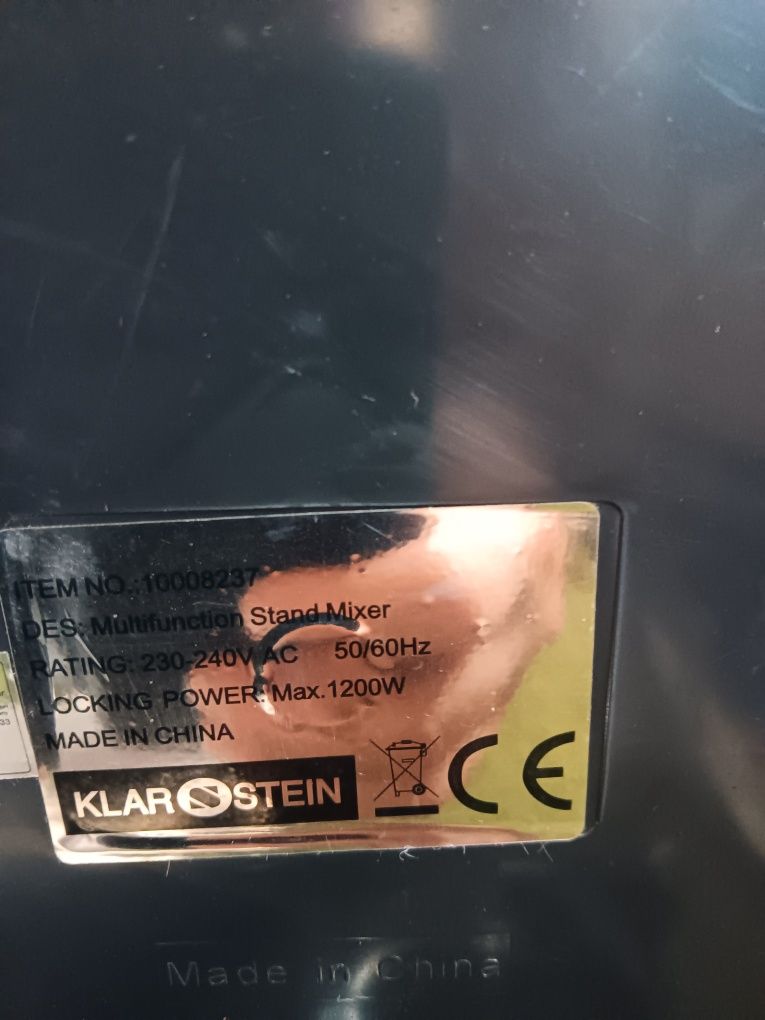 ITEM NO.:10008237
DES: Multifunction Stand Mixer
RATING: 230-240V AC 50/60Hz
LOCKING POWER: Max.1200W
MADE IN CHINA
KLARSTEIN
CE
33
Made in China